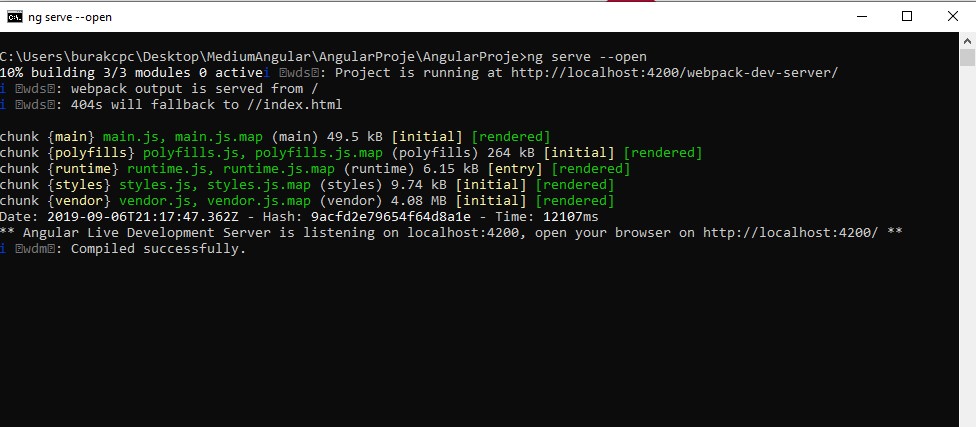 ng serve --open
C:\Users\burakcpc\Desktop\MediumAngular\AngularProje\AngularProje>ng serve --open
10% building 3/3 modules 0 activei ⍰wds⍰: Project is running at http://localhost:4200/webpack-dev-server/
i ⍰wds⍰: webpack output is served from /
i ⍰wds⍰: 404s will fallback to //index.html
chunk {main} main.js, main.js.map (main) 49.5 kB [initial] [rendered]
chunk {polyfills} polyfills.js, polyfills.js.map (polyfills) 264 kB [initial] [rendered]
chunk {runtime} runtime.js, runtime.js.map (runtime) 6.15 kB [entry] [rendered]
chunk {styles} styles.js, styles.js.map (styles) 9.74 kB [initial] [rendered]
chunk {vendor} vendor.js, vendor.js.map (vendor) 4.08 MB [initial] [rendered]
Date: 2019-09-06T21:17:47.362Z - Hash: 9acfd2e79654f64d8a1e - Time: 12107ms
** Angular Live Development Server is listening on localhost:4200, open your browser on http://localhost:4200/ **
i ⍰wdm⍰: Compiled successfully.